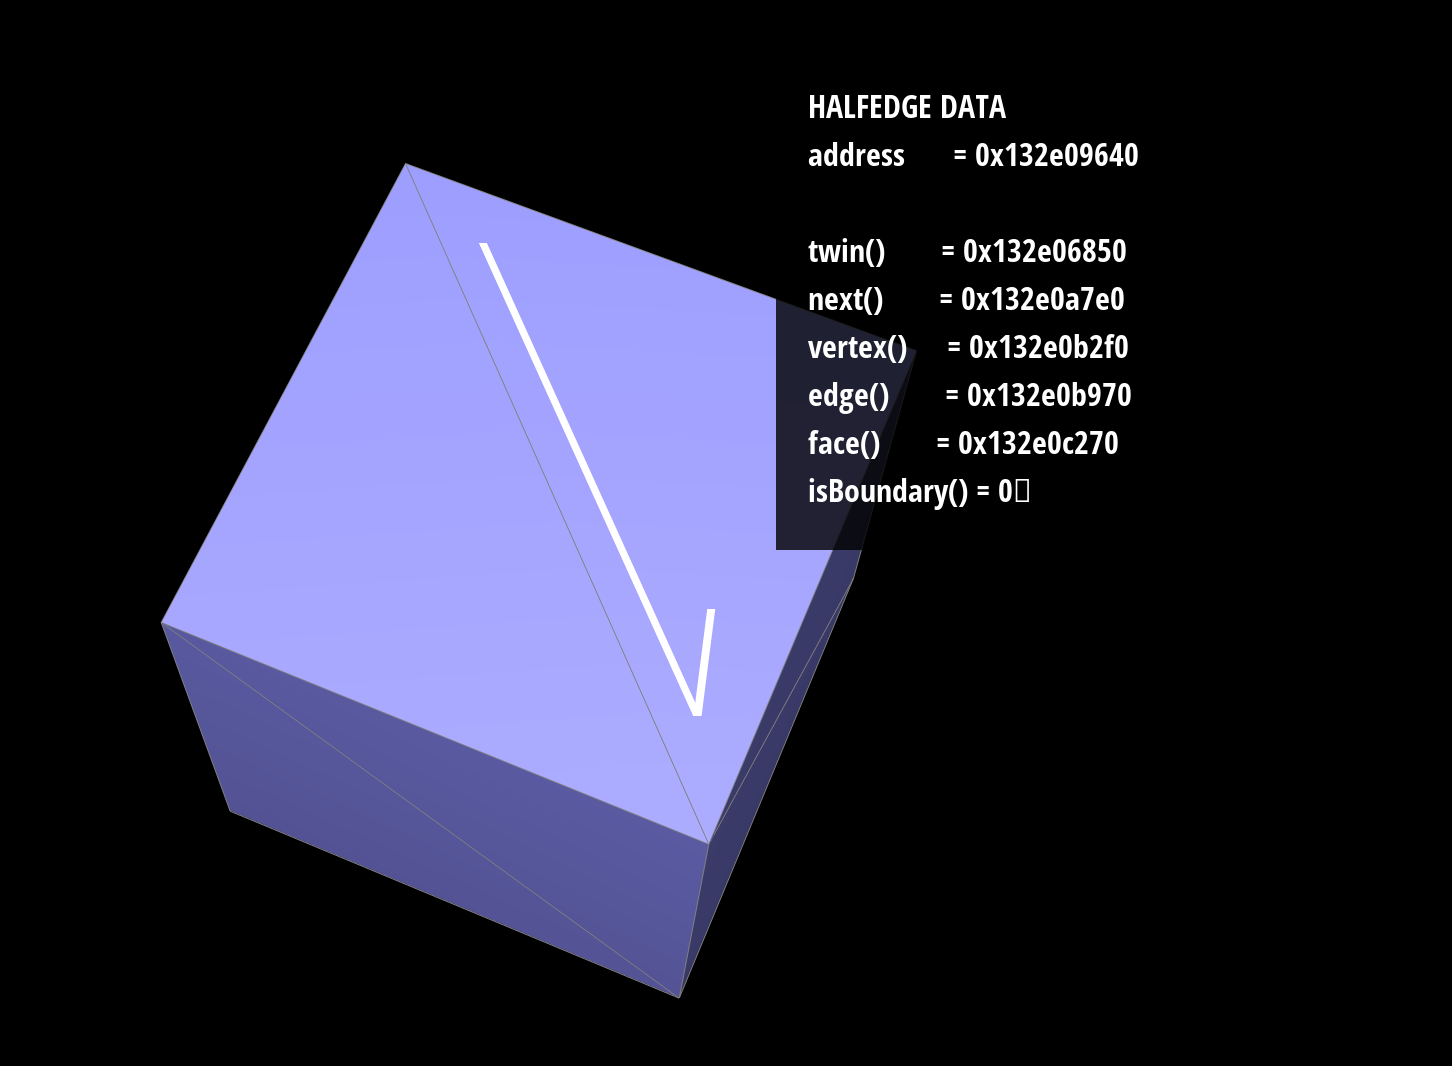 HALFEDGE DATA
address = 0x132e09640
twin() = 0x132e06850
next() = 0x132e0a7e0
vertex() = 0x132e0b2f0
edge() = 0x132e0b970
face() = 0x132e0c270
isBoundary() = 0